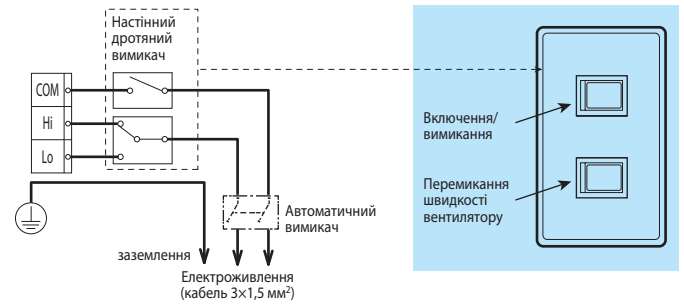 Настінний
дротяний
вимикач
COM
Hi
Lo
Включення/
вимикання
Перемикання
швидкості
вентилятору
Автоматичний
вимикач
заземлення
Електроживлення
(кабель 3×1,5 мм²)